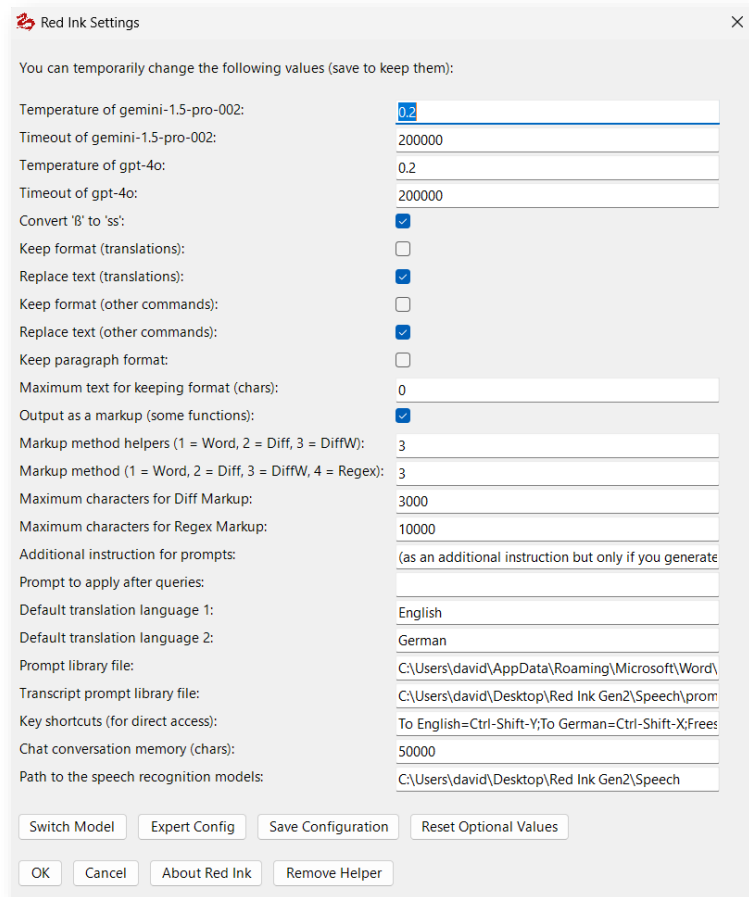 Red Ink Settings
You can temporarily change the following values (save to keep them):
Temperature of gemini-1.5-pro-002: 0.2
Timeout of gemini-1.5-pro-002: 200000
Temperature of gpt-4o: 0.2
Timeout of gpt-4o: 200000
Convert 'ß' to 'ss':
Keep format (translations):
Replace text (translations):
Keep format (other commands):
Replace text (other commands):
Keep paragraph format:
Maximum text for keeping format (chars): 0
Output as a markup (some functions):
Markup method helpers (1 = Word, 2 = Diff, 3 = DiffW): 3
Markup method (1 = Word, 2 = Diff, 3 = DiffW, 4 = Regex): 3
Maximum characters for Diff Markup: 3000
Maximum characters for Regex Markup: 10000
Additional instruction for prompts: (as an additional instruction but only if you generate
Prompt to apply after queries:
Default translation language 1: English
Default translation language 2: German
Prompt library file: C:\Users\david\AppData\Roaming\Microsoft\Word\
Transcript prompt library file: C:\Users\david\Desktop\Red Ink Gen2\Speech\prom
Key shortcuts (for direct access): To English=Ctrl-Shift-Y;To German=Ctrl-Shift-X;Frees
Chat conversation memory (chars): 50000
Path to the speech recognition models: C:\Users\david\Desktop\Red Ink Gen2\Speech
Switch Model Expert Config Save Configuration Reset Optional Values
OK Cancel About Red Ink Remove Helper